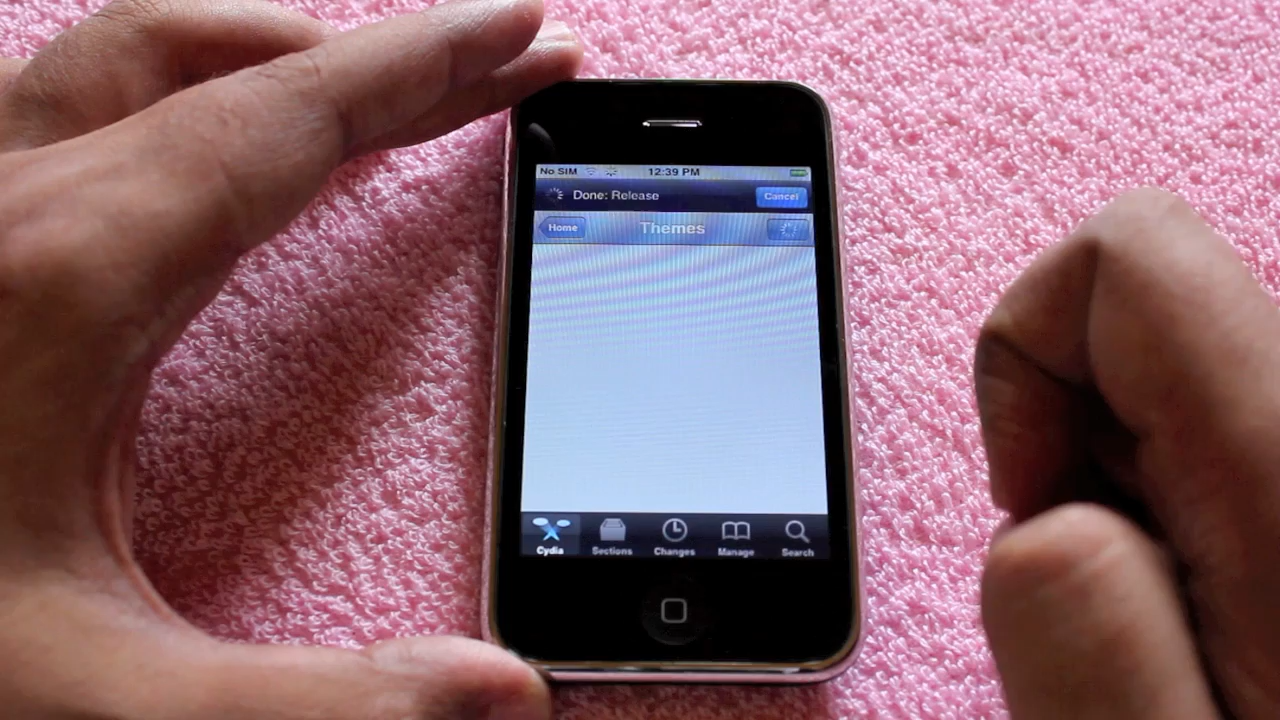 No SIM 12:39 PM
Done: Release Cancel
Home Themes
Cydia Sections Changes Manage Search